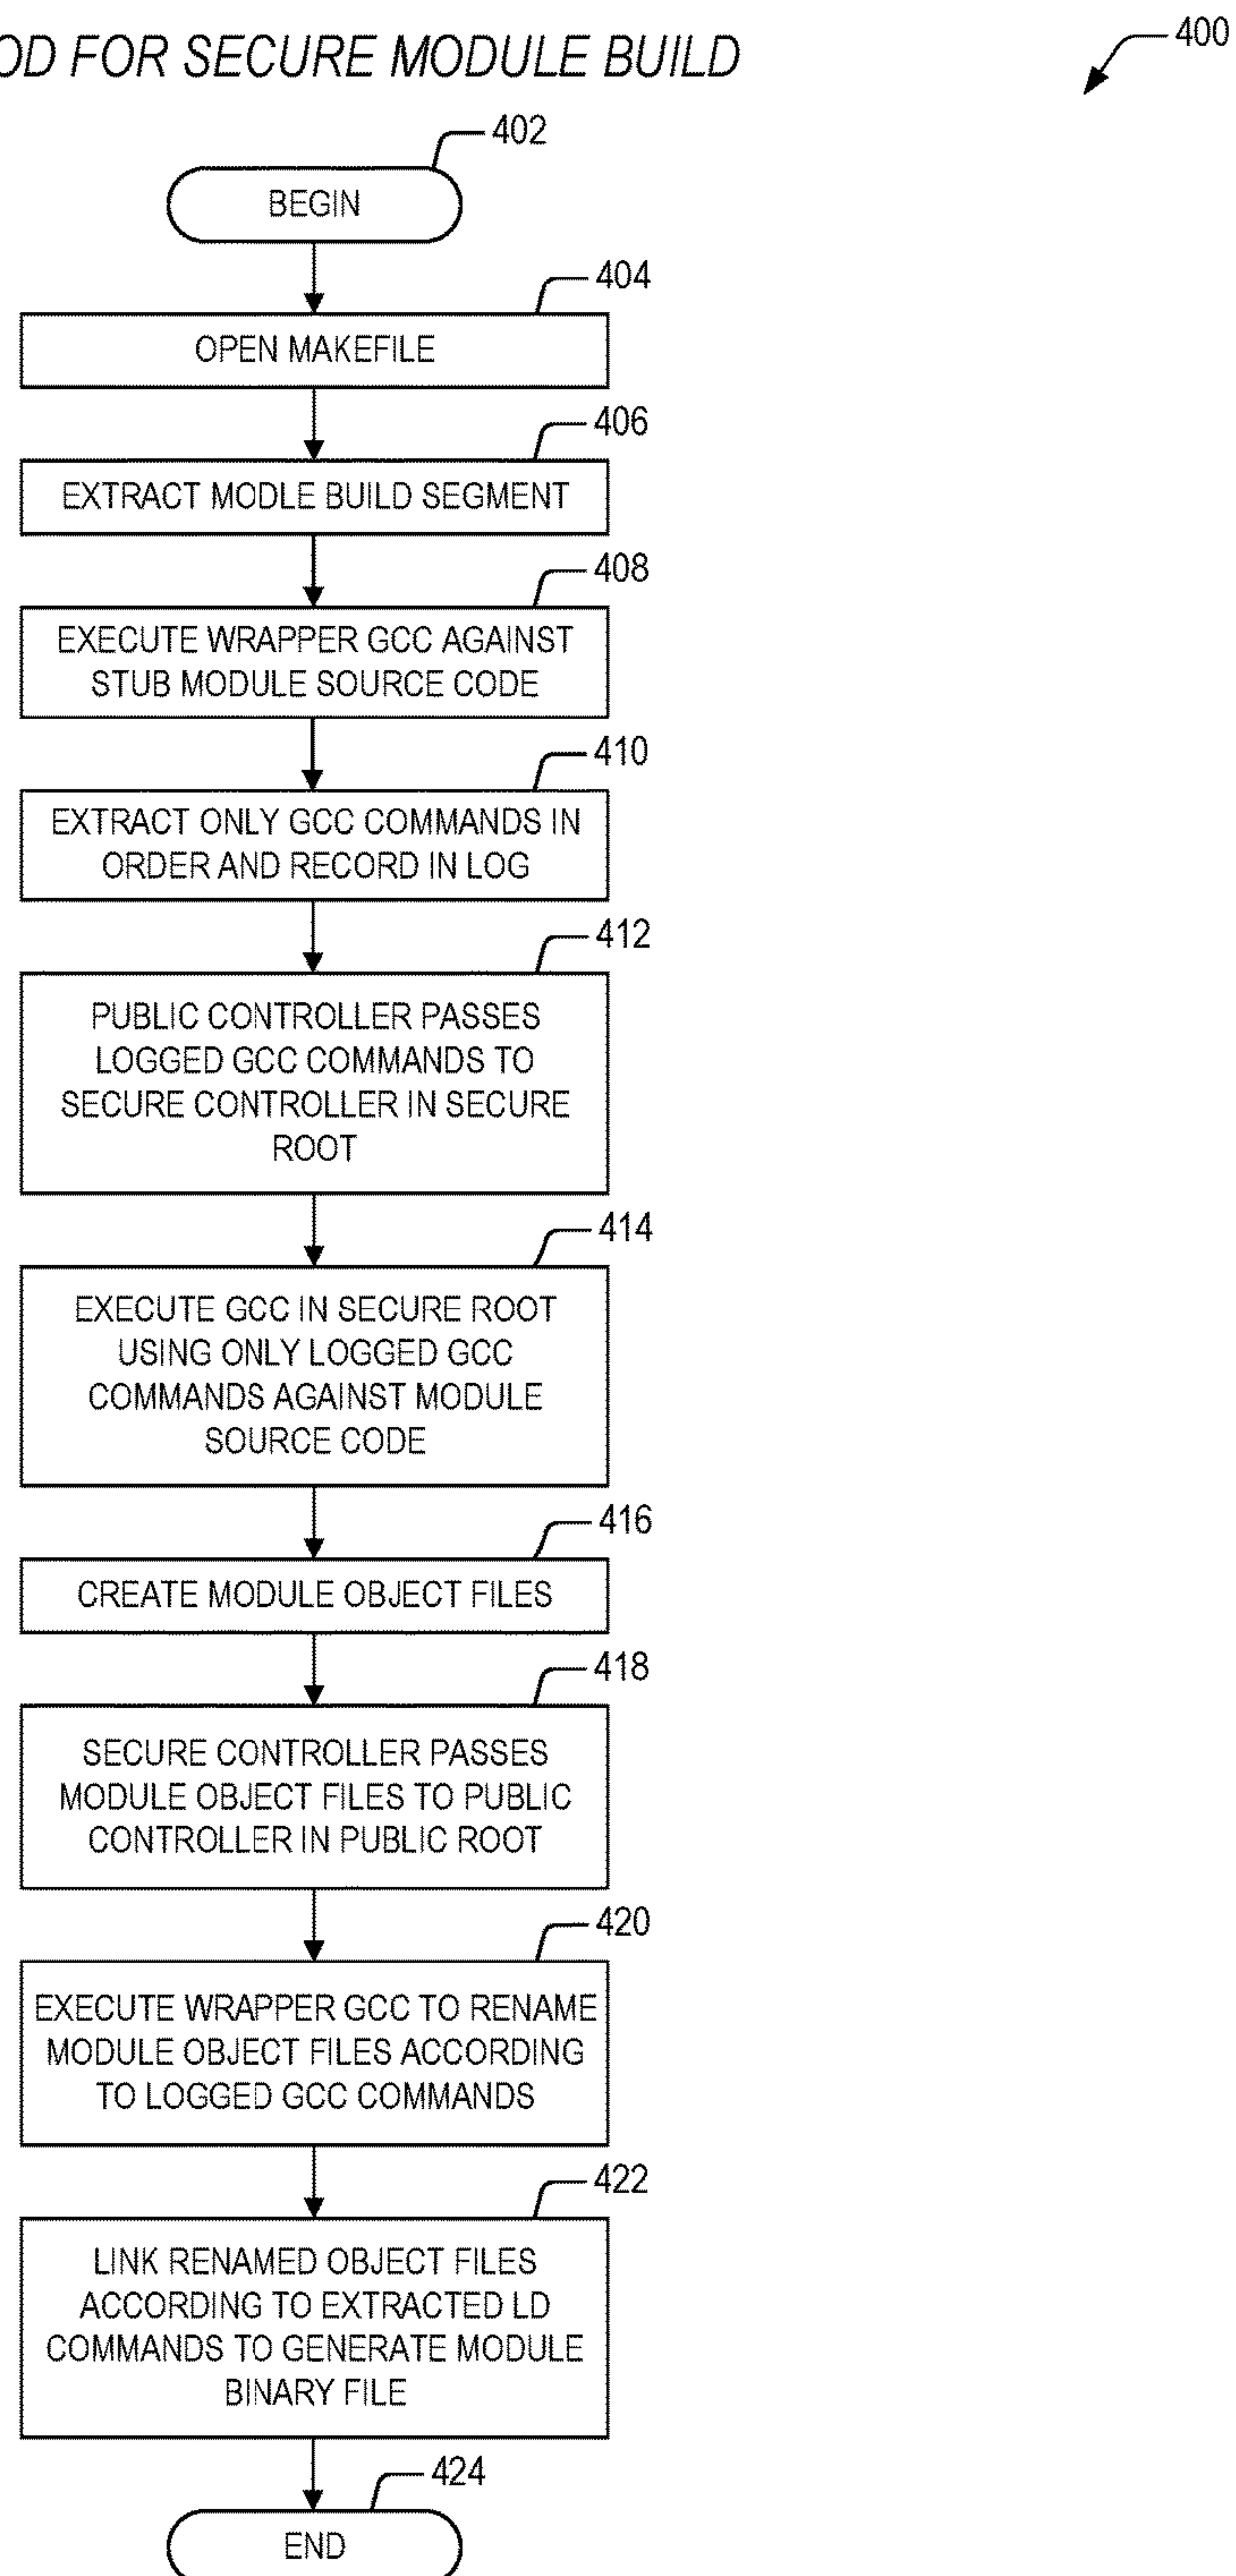 OD FOR SECURE MODULE BUILD
400
402
BEGIN
404
OPEN MAKEFILE
406
EXTRACT MODLE BUILD SEGMENT
408
EXECUTE WRAPPER GCC AGAINST
STUB MODULE SOURCE CODE
410
EXTRACT ONLY GCC COMMANDS IN
ORDER AND RECORD IN LOG
412
PUBLIC CONTROLLER PASSES
LOGGED GCC COMMANDS TO
SECURE CONTROLLER IN SECURE
ROOT
414
EXECUTE GCC IN SECURE ROOT
USING ONLY LOGGED GCC
COMMANDS AGAINST MODULE
SOURCE CODE
416
CREATE MODULE OBJECT FILES
418
SECURE CONTROLLER PASSES
MODULE OBJECT FILES TO PUBLIC
CONTROLLER IN PUBLIC ROOT
420
EXECUTE WRAPPER GCC TO RENAME
MODULE OBJECT FILES ACCORDING
TO LOGGED GCC COMMANDS
422
LINK RENAMED OBJECT FILES
ACCORDING TO EXTRACTED LD
COMMANDS TO GENERATE MODULE
BINARY FILE
424
END